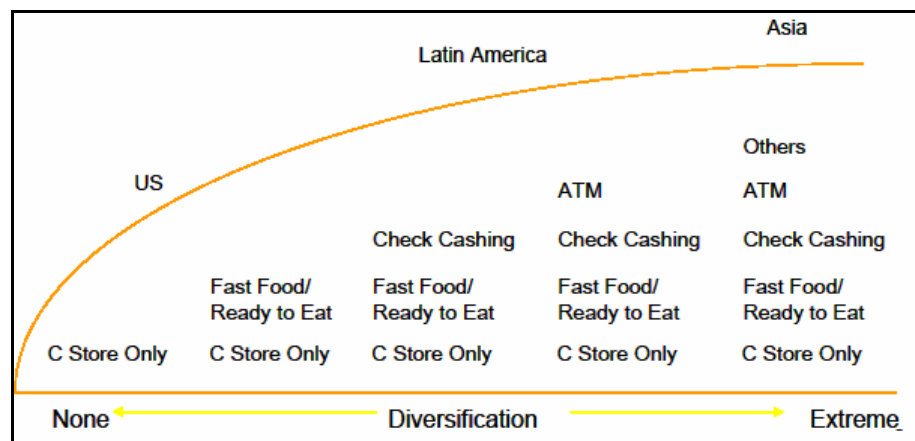 Asia
Latin America
Others
US
ATM ATM
Check Cashing Check Cashing Check Cashing
Fast Food/ Fast Food/ Fast Food/ Fast Food/
Ready to Eat Ready to Eat Ready to Eat Ready to Eat
C Store Only C Store Only C Store Only C Store Only C Store Only
None Diversification Extreme